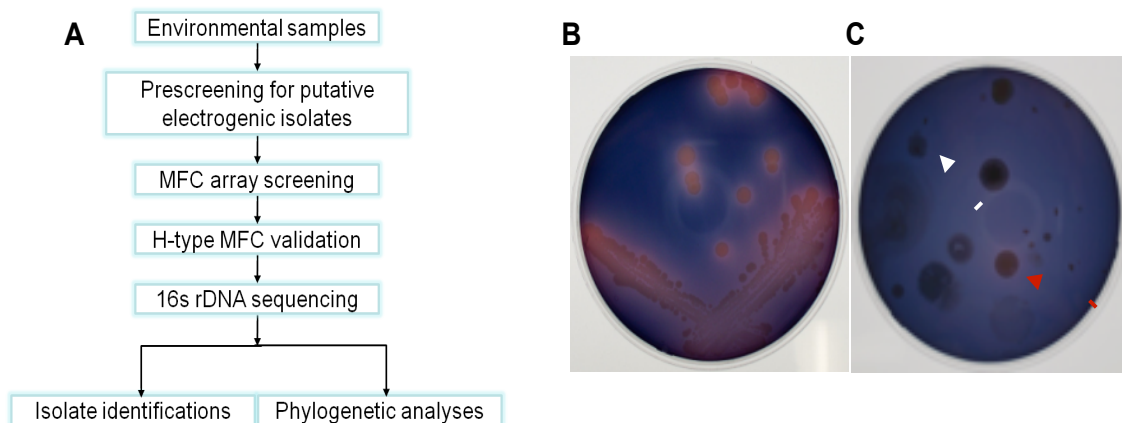 A
Environmental samples
Prescreening for putative
electrogenic isolates
MFC array screening
H-type MFC validation
16s rDNA sequencing
Isolate identifications
Phylogenetic analyses
B
C